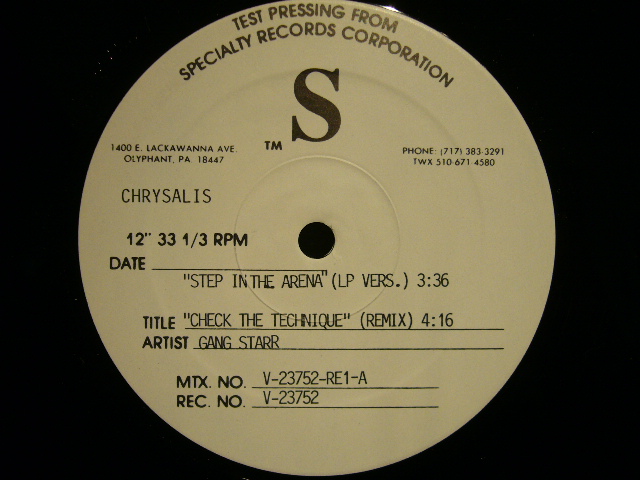 TEST PRESSING FROM
SPECIALTY RECORDS CORPORATION
S
TM
1400 E. LACKAWANNA AVE.
OLYPHANT, PA. 18447
PHONE: (717) 383-3291
TWX 510-671-4580
CHRYSALIS
12" 33 1/3 RPM
DATE
"STEP IN THE ARENA" (LP VERS.) 3:36
TITLE "CHECK THE TECHNIQUE" (REMIX) 4:16
ARTIST GANG STARR
MTX. NO. V-23752-RE1-A
REC. NO. V-23752